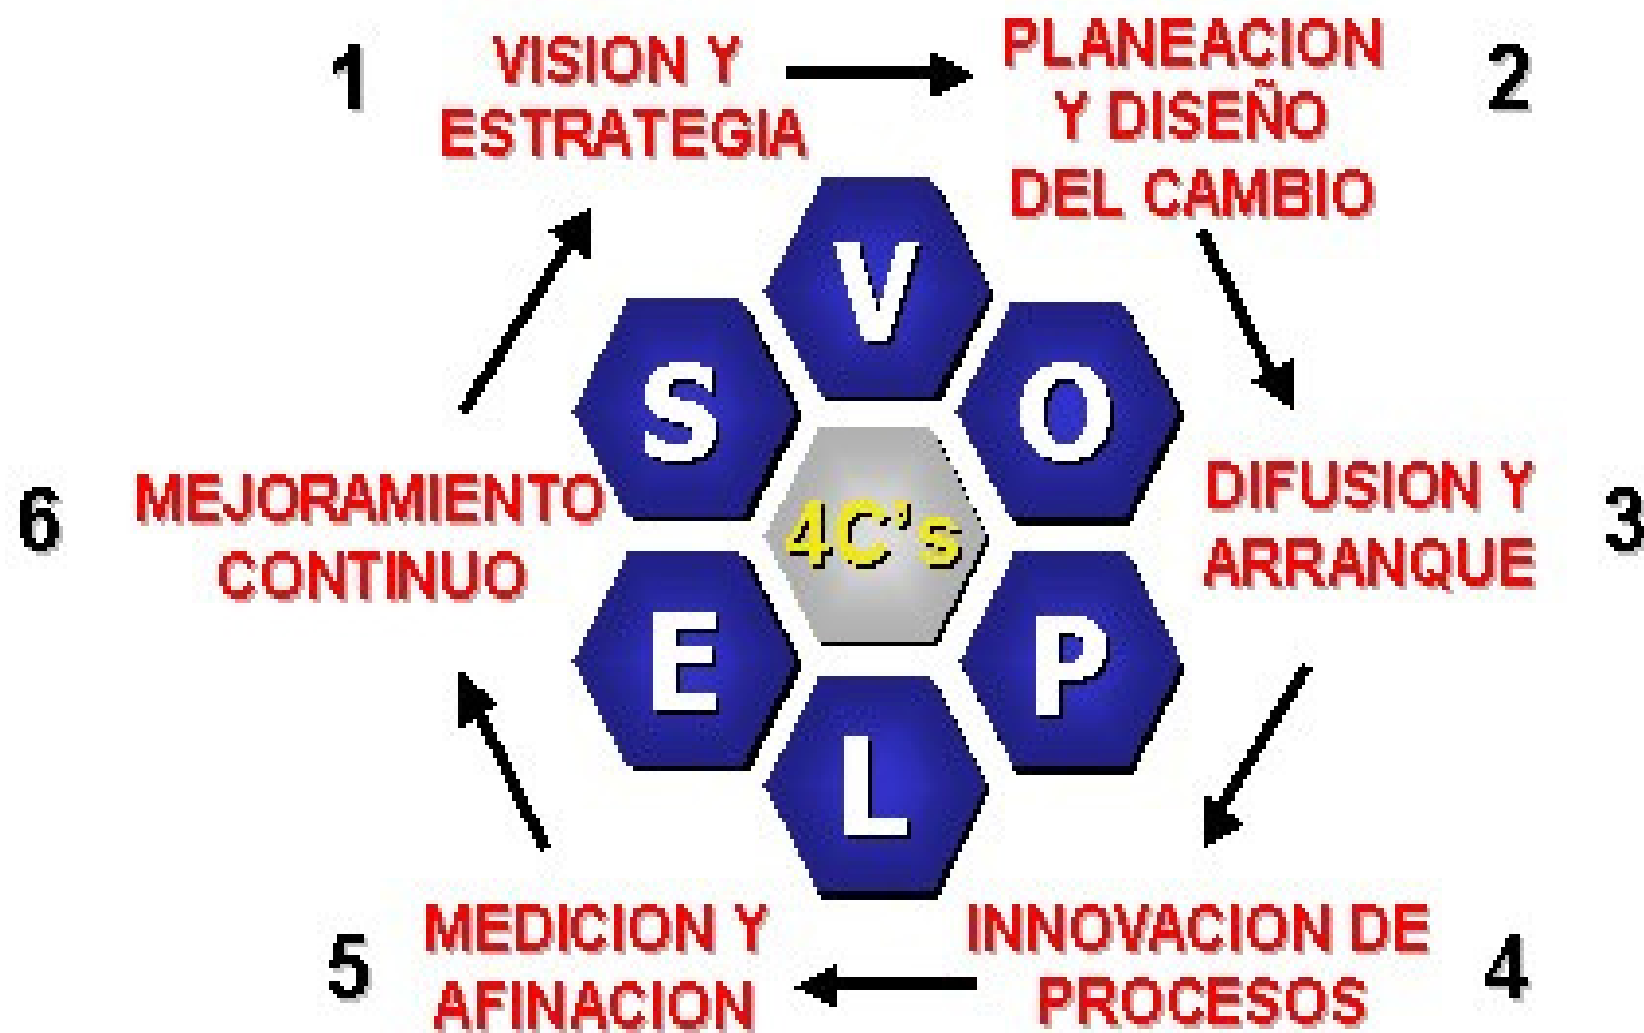 1
VISION Y
ESTRATEGIA
PLANEACION
Y DISEÑO
DEL CAMBIO
2
V
S
O
4C's
6
MEJORAMIENTO
CONTINUO
DIFUSION Y
ARRANQUE
3
E
P
L
5
MEDICION Y
AFINACION
INNOVACION DE
PROCESOS
4